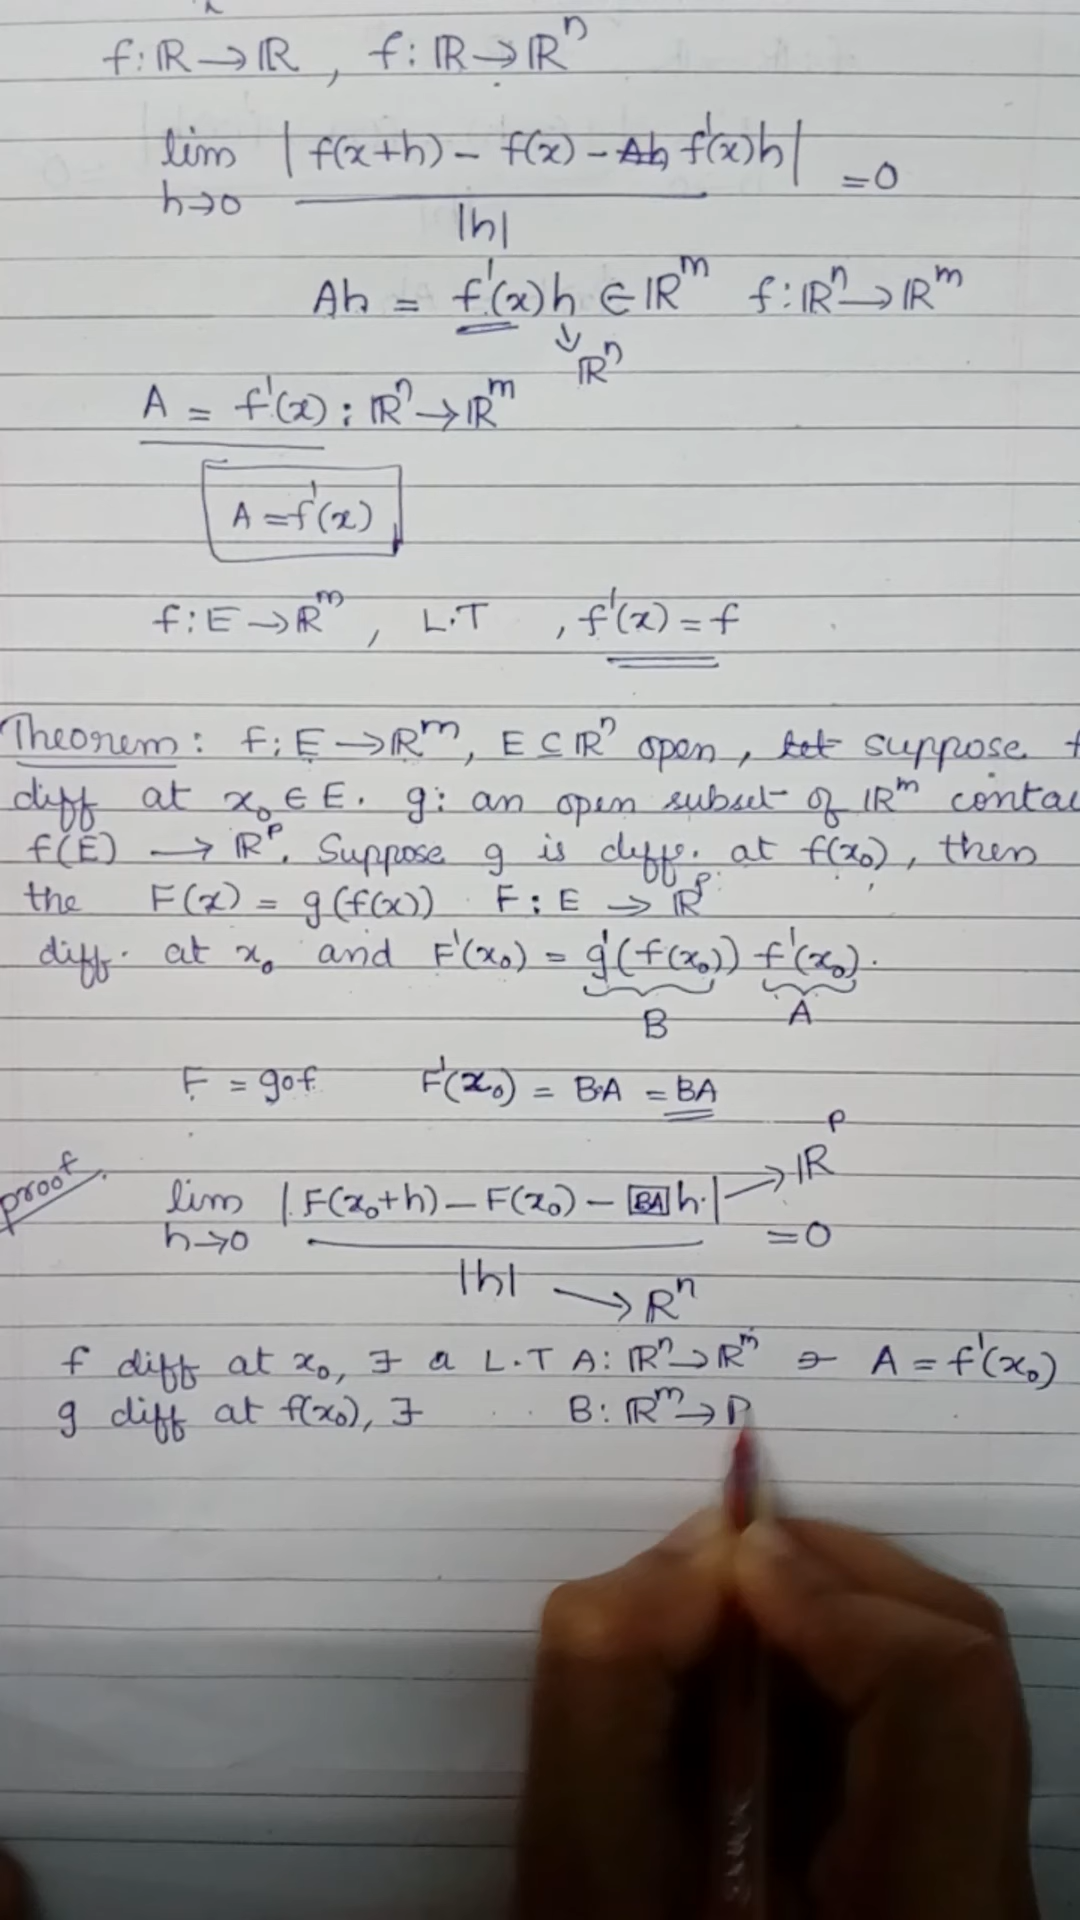 f: ℝ → ℝ , f: ℝ → ℝⁿ
lim | f(x+h) - f(x) - f'(x)h | = 0
h→0 |h|
Ah = f'(x)h ∈ ℝᵐ f: ℝⁿ → ℝᵐ
↓ ℝⁿ
A = f'(x) : ℝⁿ → ℝᵐ
A = f'(x)
f: E → ℝᵐ , L.T , f'(x) = f
Theorem: f: E → ℝᵐ, E ⊆ ℝⁿ open, suppose f
diff at x₀ ∈ E. g: an open subset of ℝᵐ contai
f(E) → ℝᵖ. Suppose g is diff. at f(x₀), then
the F(x) = g(f(x)) F: E → ℝᵖ
diff. at x₀ and F'(x₀) = g'(f(x₀)) f'(x₀).
B A
F = gof F'(x₀) = B.A = BA
proof.
lim | F(x₀+h) - F(x₀) - BA h. | → ℝᵖ = 0
h→0 |h| → ℝⁿ
f diff at x₀, ∃ a L.T A: ℝⁿ → ℝᵐ ∋ A = f'(x₀)
g diff at f(x₀), ∃ .. B: ℝᵐ →